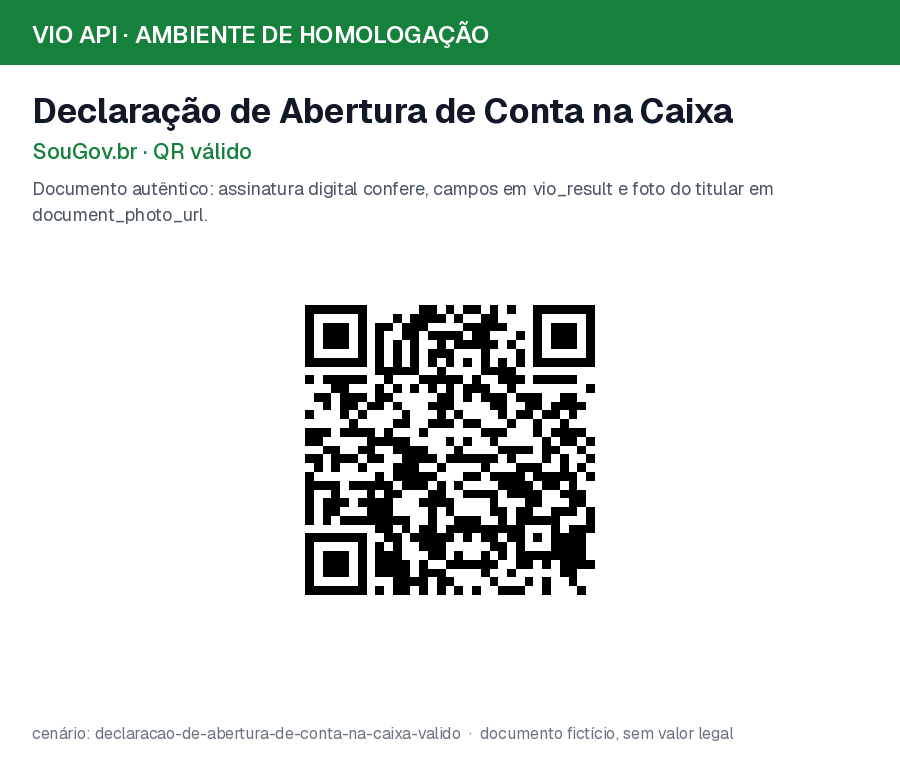 VIO API · AMBIENTE DE HOMOLOGAÇÃO
Declaração de Abertura de Conta na Caixa
SouGov.br · QR válido
Documento autêntico: assinatura digital confere, campos em vio_result e foto do titular em
document_photo_url.
cenário: declaracao-de-abertura-de-conta-na-caixa-valido · documento fictício, sem valor legal